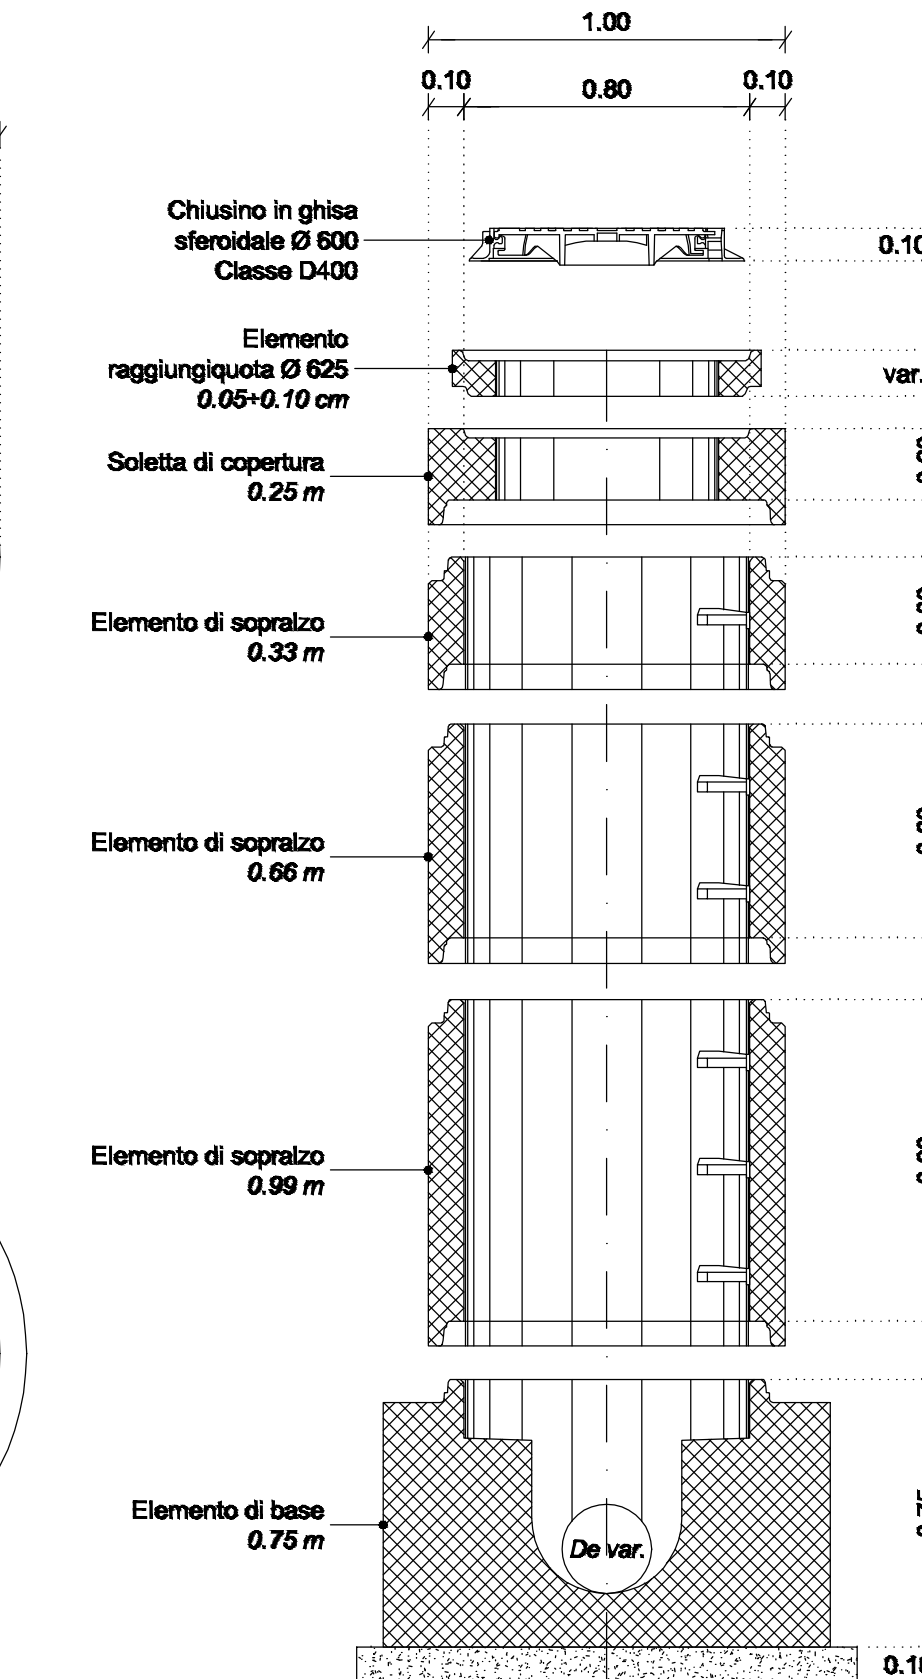 1.00
0.10 0.80 0.10
Chiusino in ghisa
sferoidale Ø 600
Classe D400
0.10
Elemento
raggiungiquota Ø 625
0.05÷0.10 cm
var.
Soletta di copertura
0.25 m
Elemento di sopralzo
0.33 m
Elemento di sopralzo
0.66 m
Elemento di sopralzo
0.99 m
Elemento di base
0.75 m
De var.